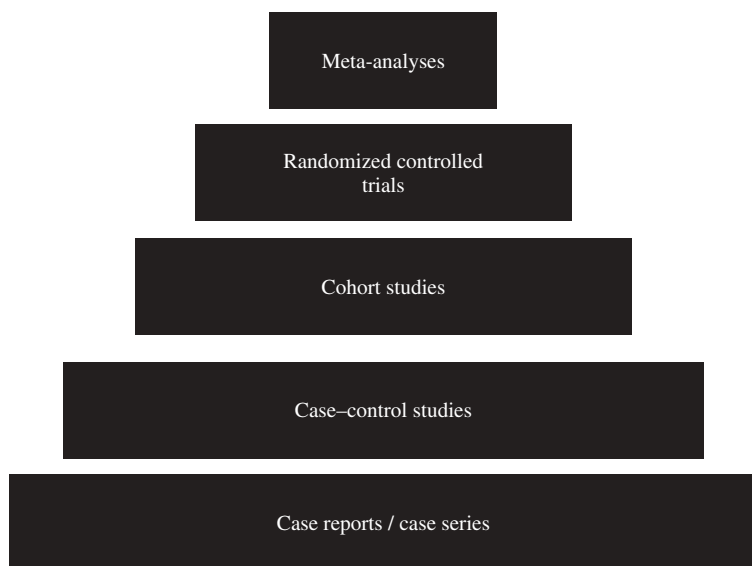 Meta-analyses
Randomized controlled
trials
Cohort studies
Case–control studies
Case reports / case series